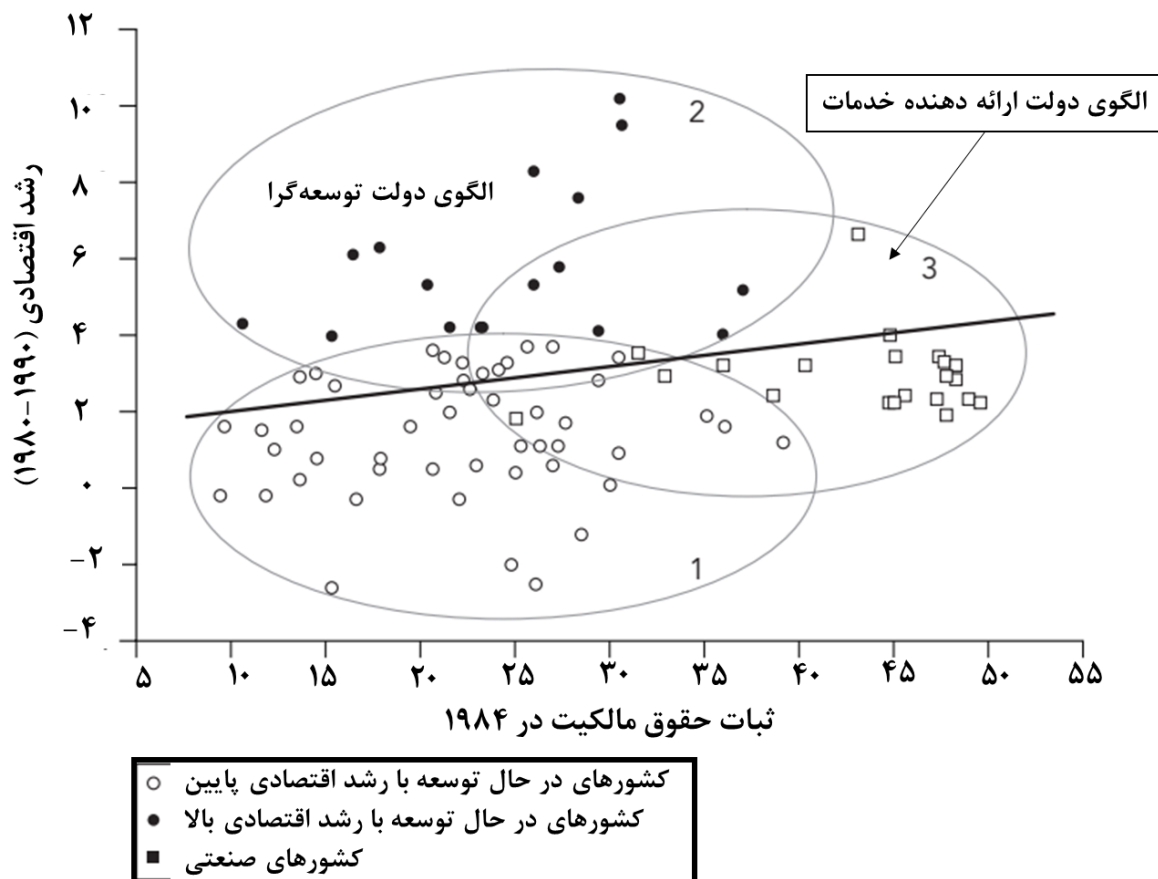 ۱۲
۱۰
۸
۶
۴
۲
۰
−۲
−۴
رشد اقتصادی (۱۹۹۰–۱۹۸۰)
2
الگوی دولت ارائه دهنده خدمات
الگوی دولت توسعه‌گرا
3
1
۵ ۱۰ ۱۵ ۲۰ ۲۵ ۳۰ ۳۵ ۴۰ ۴۵ ۵۰ ۵۵
ثبات حقوق مالکیت در ۱۹۸۴
کشورهای در حال توسعه با رشد اقتصادی پایین
کشورهای در حال توسعه با رشد اقتصادی بالا
کشورهای صنعتی